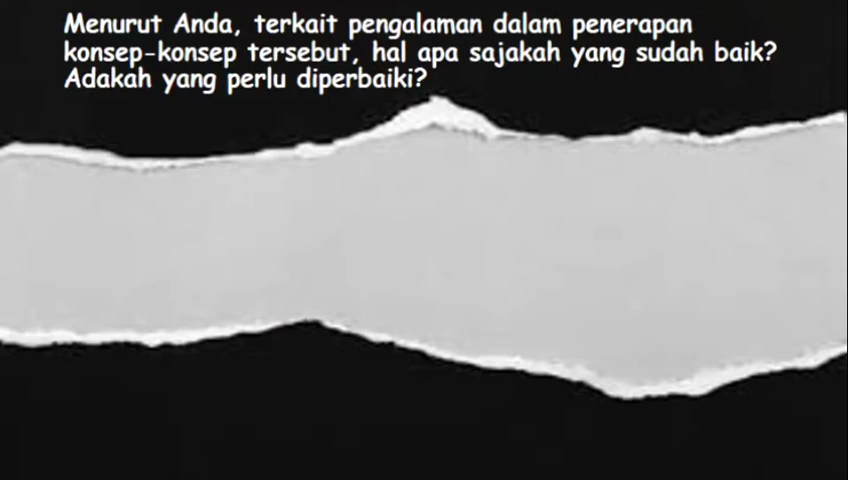 Menurut Anda, terkait pengalaman dalam penerapan
konsep-konsep tersebut, hal apa sajakah yang sudah baik?
Adakah yang perlu diperbaiki?